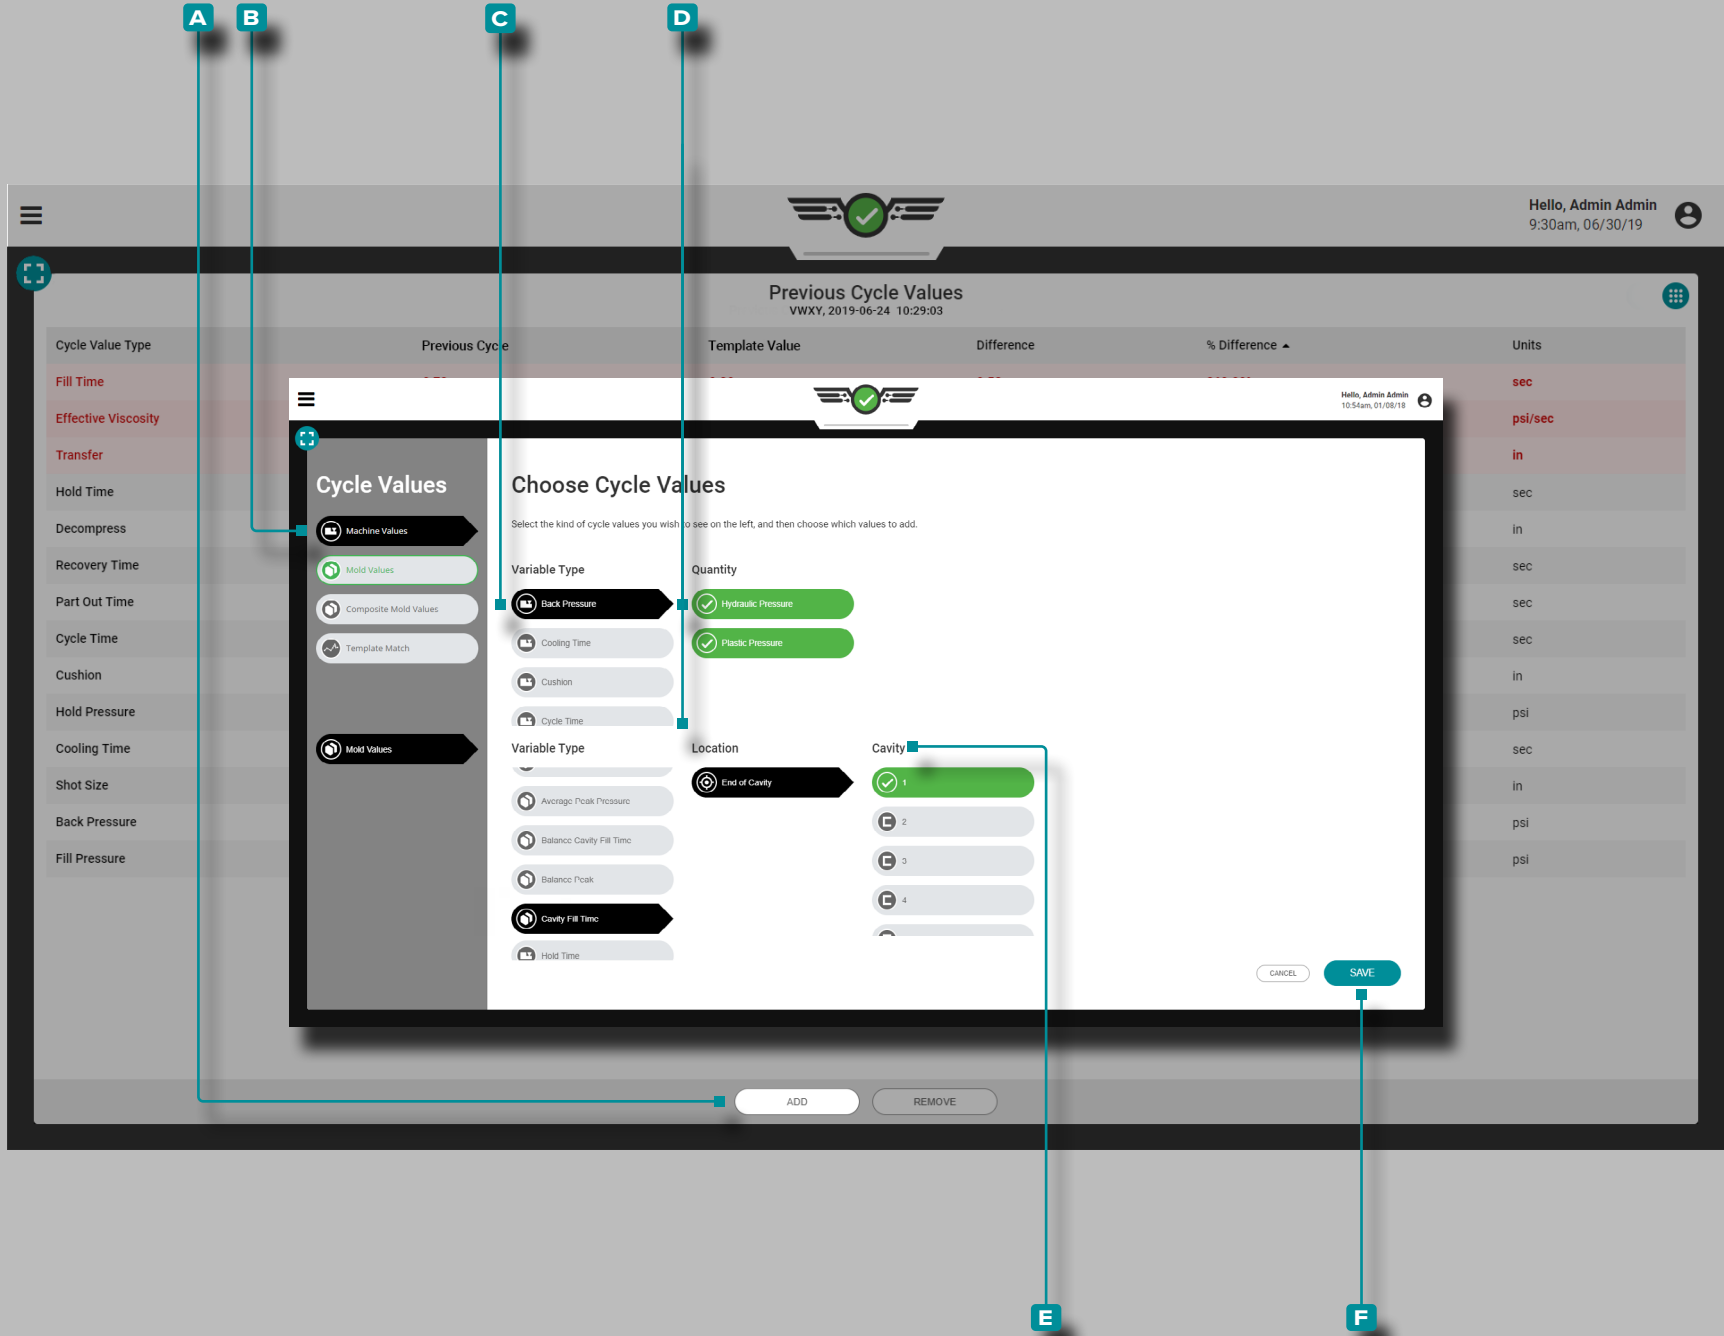 A B C D
Hello, Admin Admin
9:30am, 06/30/19
Previous Cycle Values
VWXY, 2019-06-24 10:29:03
Cycle Value Type Previous Cycle Template Value Difference % Difference Units
Fill Time sec
Effective Viscosity psi/sec
Transfer in
Hold Time sec
Decompress in
Recovery Time sec
Part Out Time sec
Cycle Time sec
Cushion in
Hold Pressure psi
Cooling Time sec
Shot Size in
Back Pressure psi
Fill Pressure psi
Hello, Admin Admin
10:54am, 01/08/18
Cycle Values
Machine Values
Mold Values
Composite Mold Values
Template Match
Mold Values
Choose Cycle Values
Select the kind of cycle values you wish to see on the left, and then choose which values to add.
Variable Type Quantity
Back Pressure Hydraulic Pressure
Cooling Time Plastic Pressure
Cushion
Cycle Time
Variable Type Location Cavity
End of Cavity 1
Average Peak Pressure
2
Balance Cavity Fill Time
3
Balance Peak
4
Cavity Fill Time
Hold Time
CANCEL SAVE
ADD REMOVE
E F